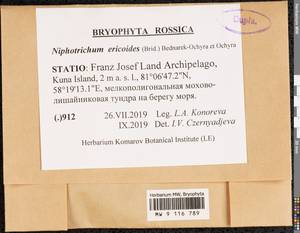 Dupla.
BRYOPHYTA ROSSICA
Niphotrichum ericoides (Brid.) Bednarek-Ochyra et Ochyra
STATIO: Franz Josef Land Archipelago,
Kuna Island, 2 m a. s. l., 81°06'47.2"N,
58°19'13.1"E, мелкополигональная мохово-
лишайниковая тундра на берегу моря.
(.)912 26.VII.2019 Leg. L.A. Konoreva
IX.2019 Det. I.V. Czernyadjeva
Herbarium Komarov Botanical Institute (LE)
Herbarium MW, Bryophyta
MW 9 116 789